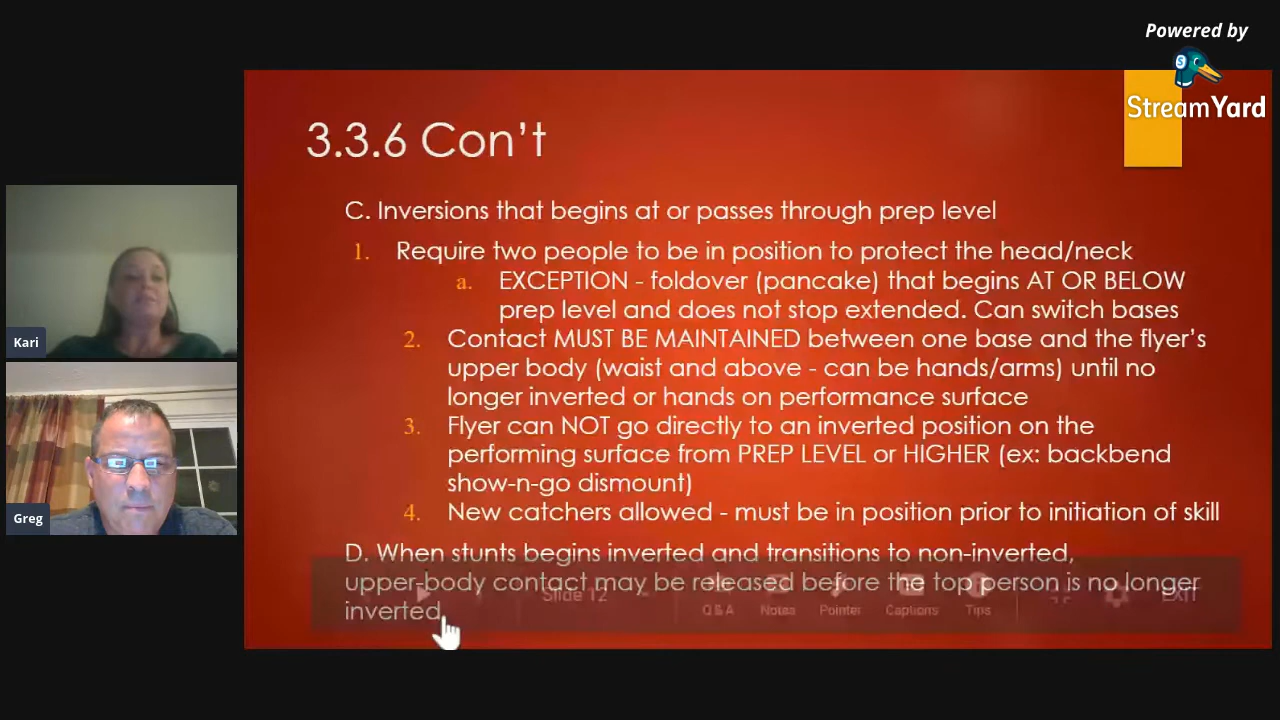 Powered by
StreamYard
3.3.6 Con't
C. Inversions that begins at or passes through prep level
1. Require two people to be in position to protect the head/neck
a. EXCEPTION - foldover (pancake) that begins AT OR BELOW
prep level and does not stop extended. Can switch bases
2. Contact MUST BE MAINTAINED between one base and the flyer's
upper body (waist and above - can be hands/arms) until no
longer inverted or hands on performance surface
3. Flyer can NOT go directly to an inverted position on the
performing surface from PREP LEVEL or HIGHER (ex: backbend
show-n-go dismount)
4. New catchers allowed - must be in position prior to initiation of skill
D. When stunts begins inverted and transitions to non-inverted,
upper-body contact may be released before the top person is no longer
inverted
Slide 12
Q & A Notes Pointer Captions Tips
EXIT
Kari
Greg